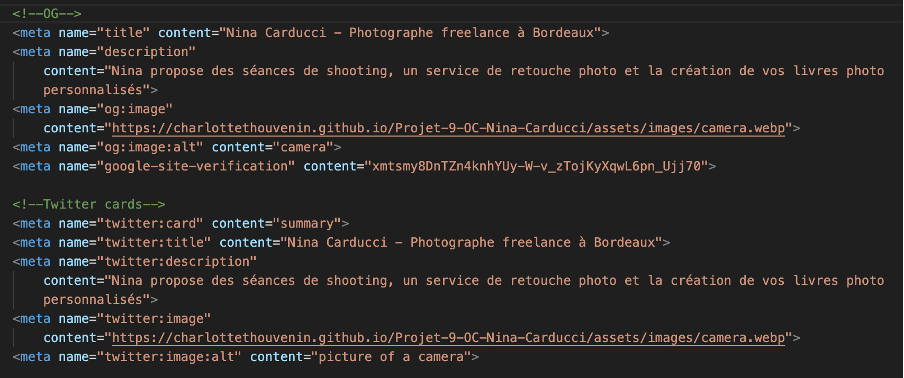 <!--OG-->
<meta name="title" content="Nina Carducci - Photographe freelance à Bordeaux">
<meta name="description"
content="Nina propose des séances de shooting, un service de retouche photo et la création de vos livres photo
personnalisés">
<meta name="og:image"
content="https://charlottethouvenin.github.io/Projet-9-OC-Nina-Carducci/assets/images/camera.webp">
<meta name="og:image:alt" content="camera">
<meta name="google-site-verification" content="xmtsmy8DnTZn4knhYUy-W-v_zTojKyXqwL6pn_Ujj70">
<!--Twitter cards-->
<meta name="twitter:card" content="summary">
<meta name="twitter:title" content="Nina Carducci - Photographe freelance à Bordeaux">
<meta name="twitter:description"
content="Nina propose des séances de shooting, un service de retouche photo et la création de vos livres photo
personnalisés">
<meta name="twitter:image"
content="https://charlottethouvenin.github.io/Projet-9-OC-Nina-Carducci/assets/images/camera.webp">
<meta name="twitter:image:alt" content="picture of a camera">